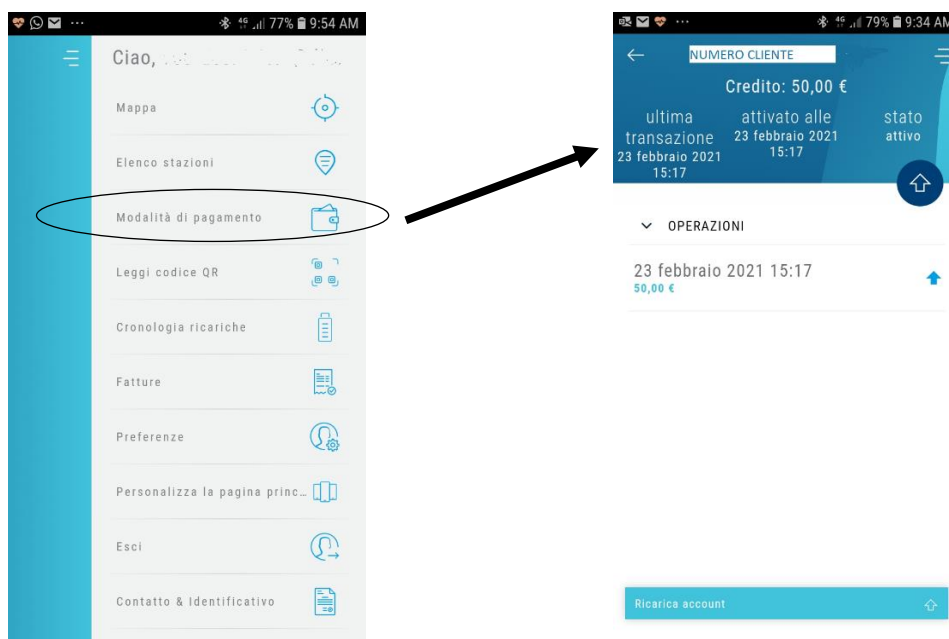 77% 9:54 AM
Ciao,
Mappa
Elenco stazioni
Modalità di pagamento
Leggi codice QR
Cronologia ricariche
Fatture
Preferenze
Personalizza la pagina princ…
Esci
Contatto & Identificativo
79% 9:34 AM
NUMERO CLIENTE
Credito: 50,00 €
ultima transazione
23 febbraio 2021
15:17
attivato alle
23 febbraio 2021
15:17
stato
attivo
OPERAZIONI
23 febbraio 2021 15:17
50,00 €
Ricarica account